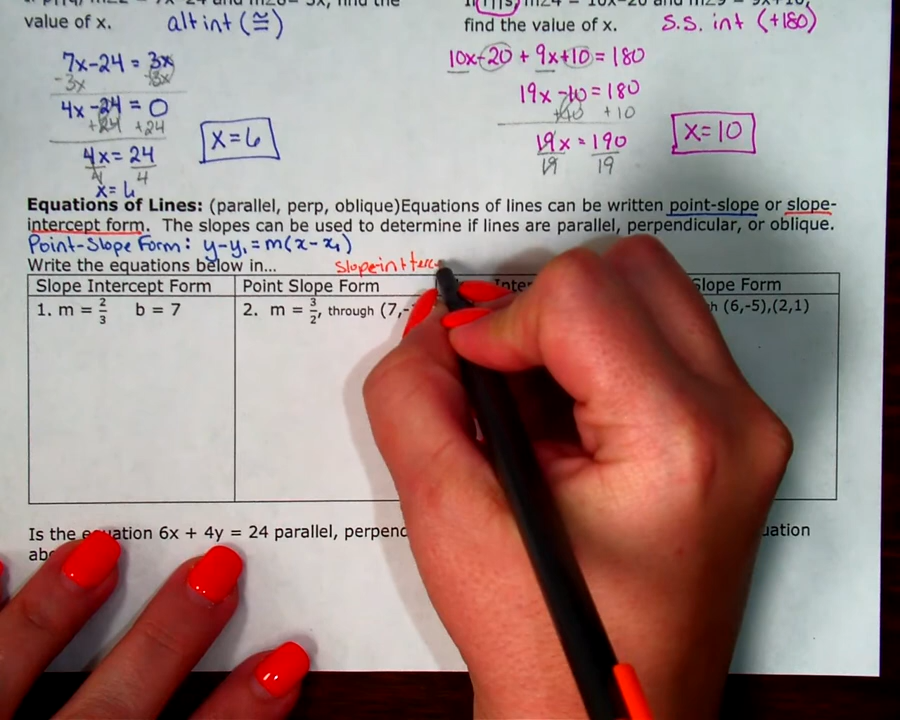 find the
value of x. alt int (≅)
7x-24 = 3x
-3x -3x
4x-24 = 0
+24 +24
4x = 24
4 4
x=6
x=6
find the value of x. s.s. int (+180)
10x-20 + 9x+10 = 180
19x -10 = 180
+10 +10
19x = 190
19 19
x=10
Equations of Lines: (parallel, perp, oblique)Equations of lines can be written point-slope or slope-
intercept form. The slopes can be used to determine if lines are parallel, perpendicular, or oblique.
Point-Slope Form: y-y₁ = m(x-x₁)
Write the equations below in... slope interc
Slope Intercept Form Point Slope Form Inter Slope Form
1. m = 2/3 b = 7 2. m = 3/2, through (7,- (6,-5),(2,1)
Is the equation 6x + 4y = 24 parallel,